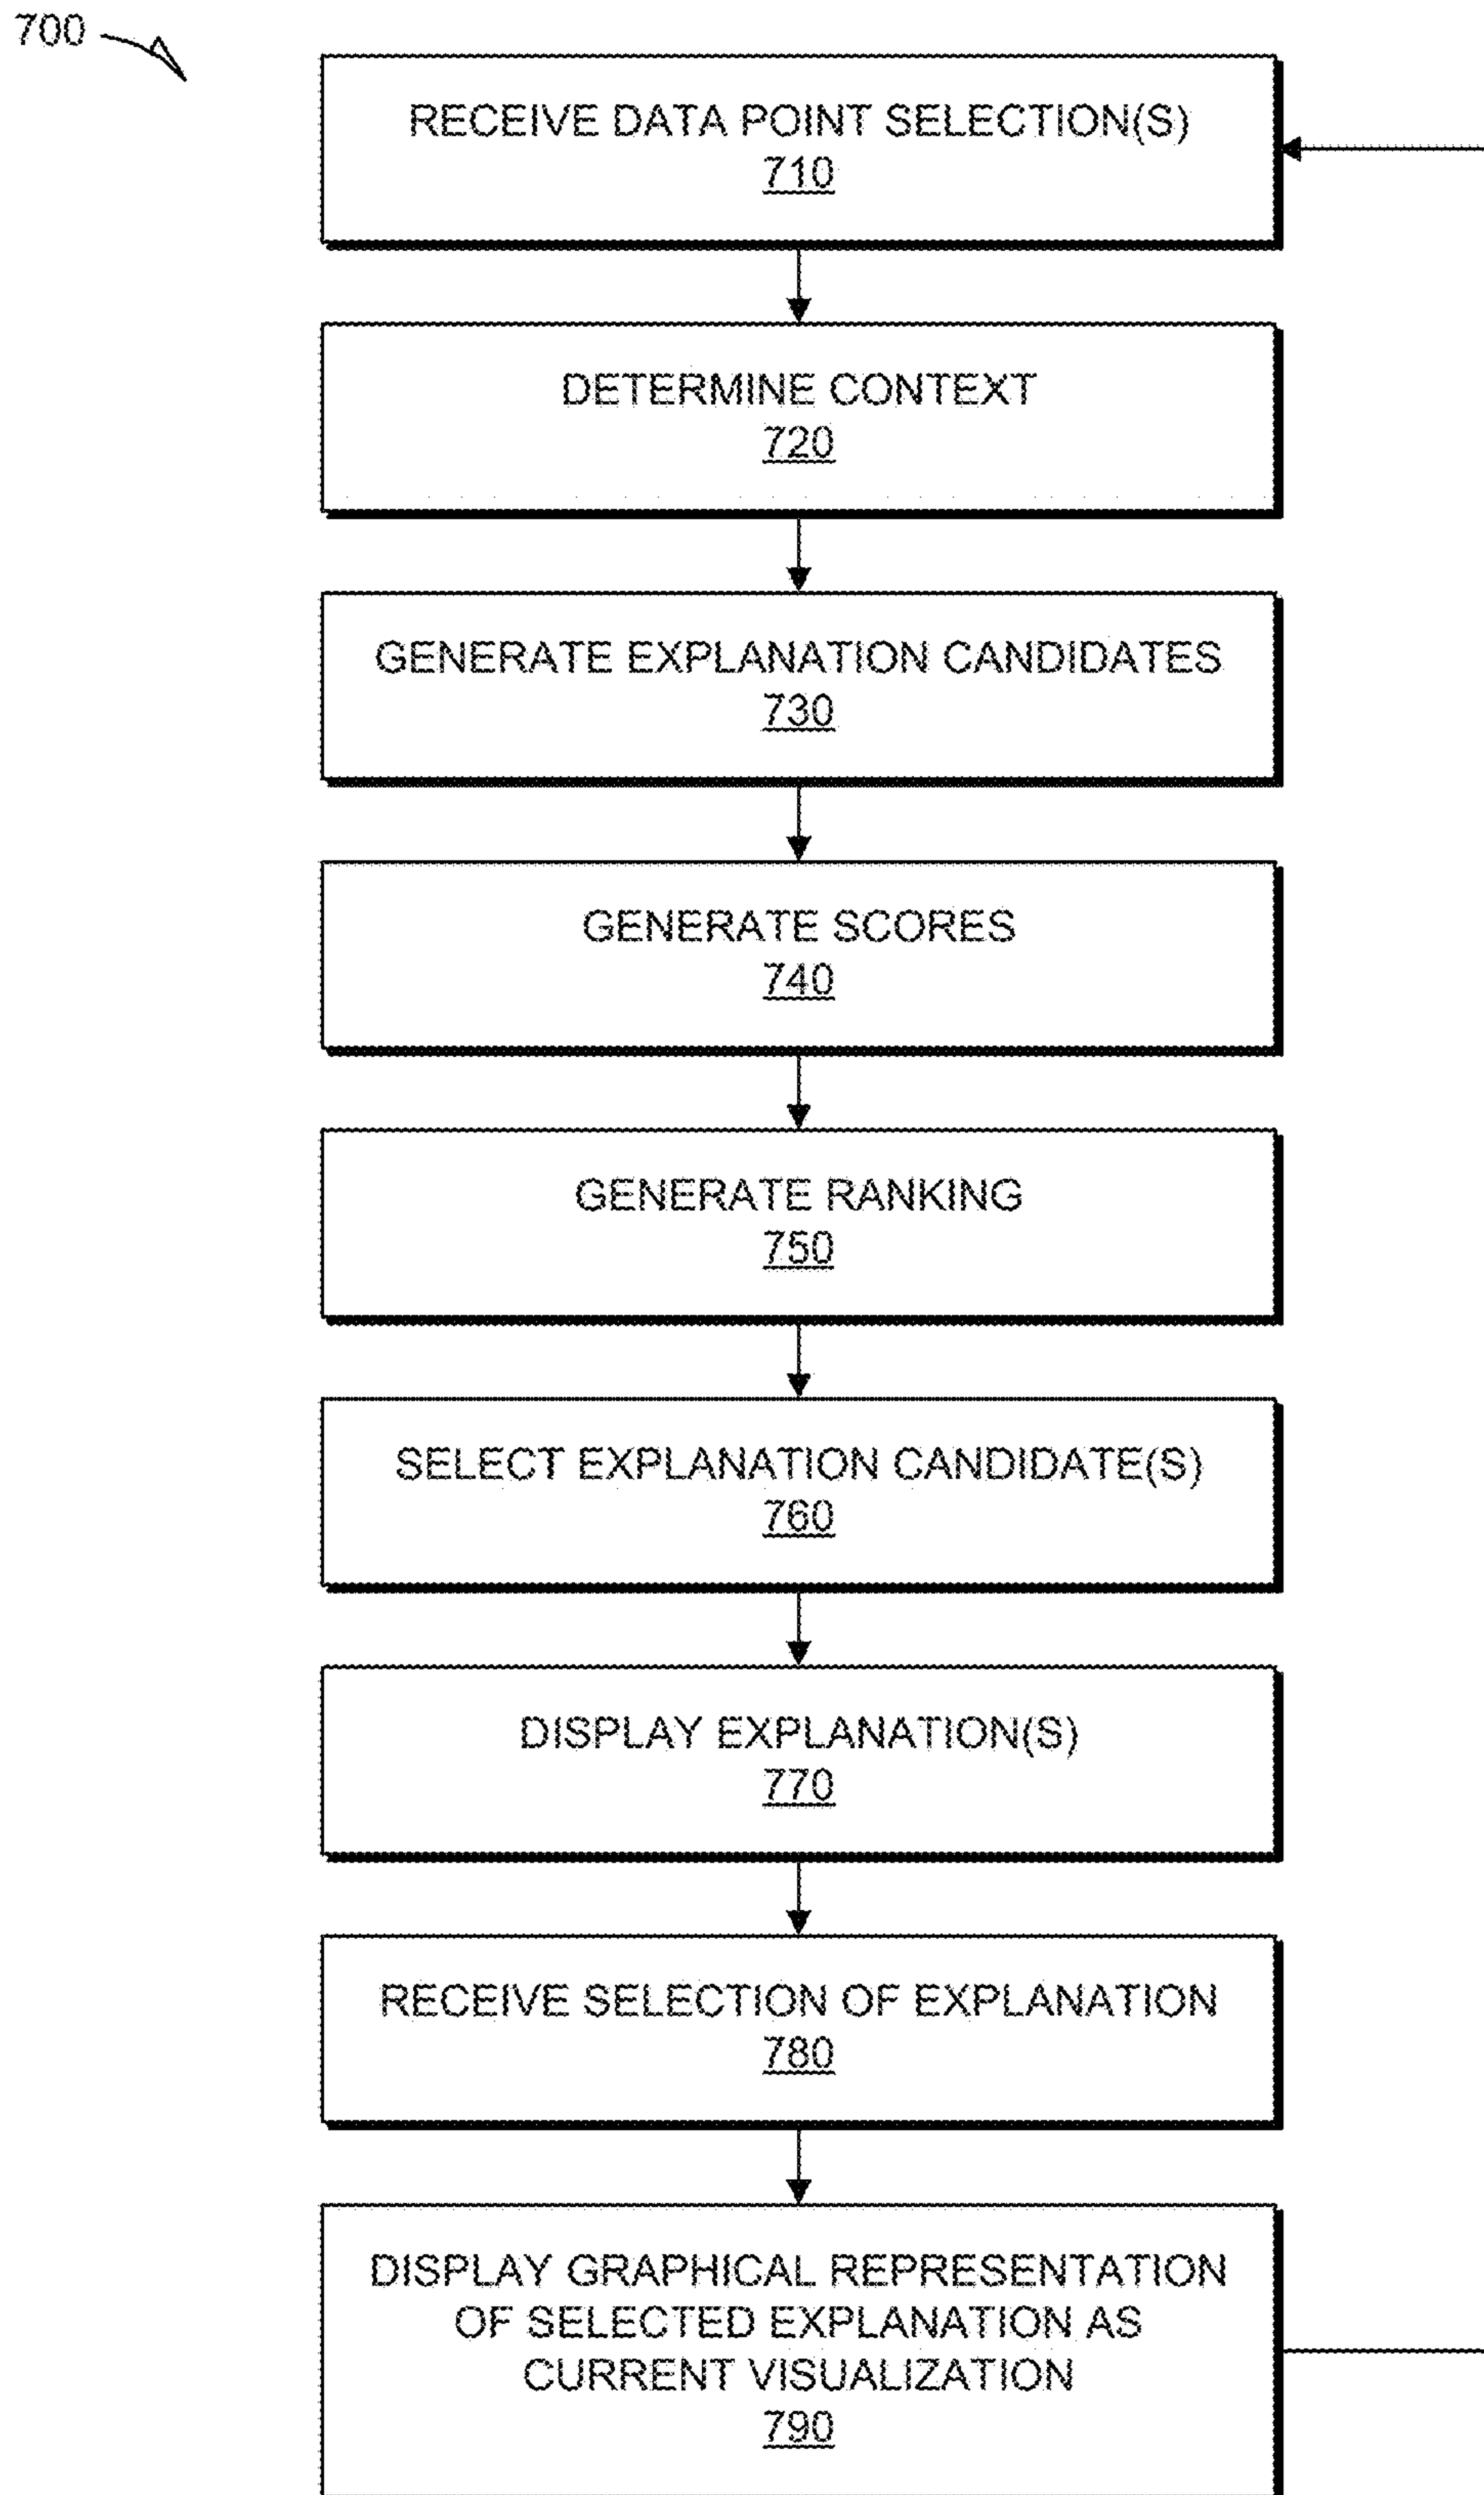 700
RECEIVE DATA POINT SELECTION(S)
710
DETERMINE CONTEXT
720
GENERATE EXPLANATION CANDIDATES
730
GENERATE SCORES
740
GENERATE RANKING
750
SELECT EXPLANATION CANDIDATE(S)
760
DISPLAY EXPLANATION(S)
770
RECEIVE SELECTION OF EXPLANATION
780
DISPLAY GRAPHICAL REPRESENTATION
OF SELECTED EXPLANATION AS
CURRENT VISUALIZATION
790